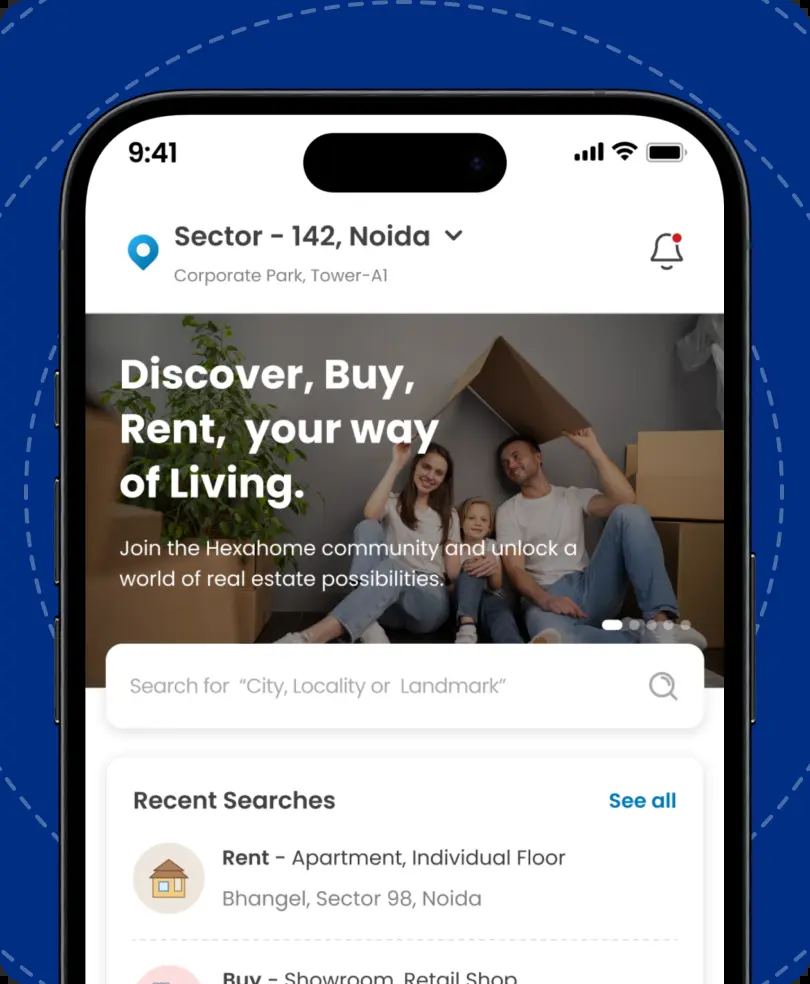 9:41
Sector - 142, Noida
Corporate Park, Tower-A1
Discover, Buy,
Rent, your way
of Living.
Join the Hexahome community and unlock a
world of real estate possibilities.
Search for “City, Locality or Landmark”
Recent Searches
See all
Rent - Apartment, Individual Floor
Bhangel, Sector 98, Noida
Buy - Showroom, Retail Shop